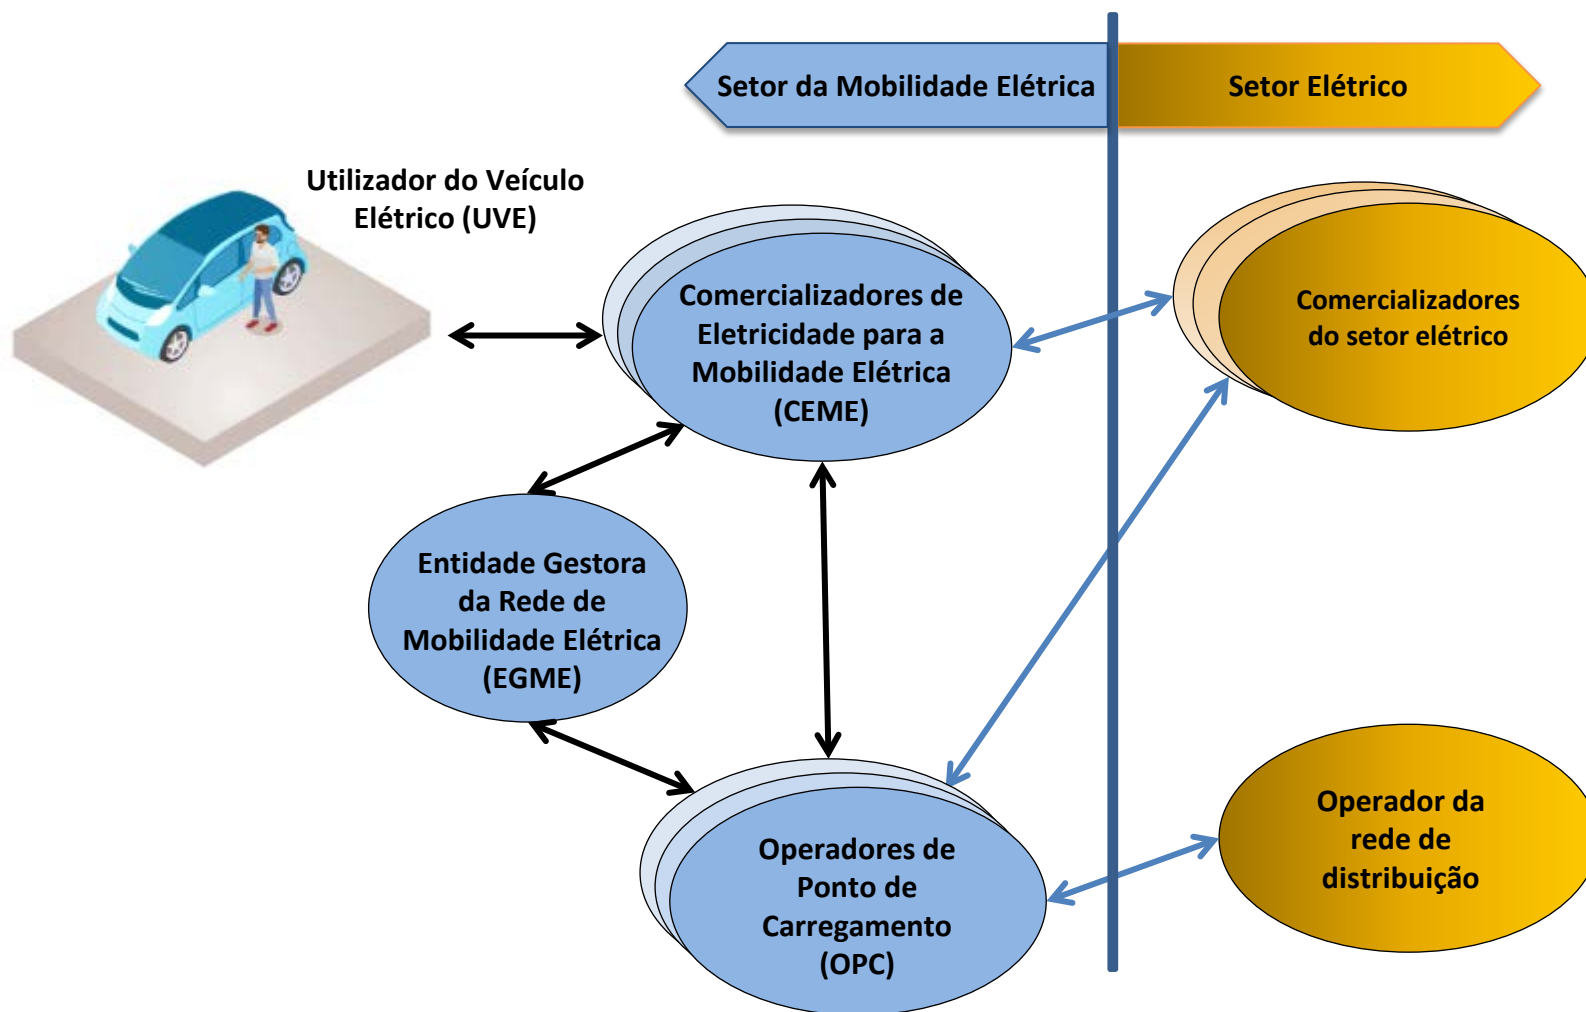 Setor da Mobilidade Elétrica
Setor Elétrico
Utilizador do Veículo
Elétrico (UVE)
Comercializadores de
Eletricidade para a
Mobilidade Elétrica
(CEME)
Comercializadores
do setor elétrico
Entidade Gestora
da Rede de
Mobilidade Elétrica
(EGME)
Operadores de
Ponto de
Carregamento
(OPC)
Operador da
rede de
distribuição